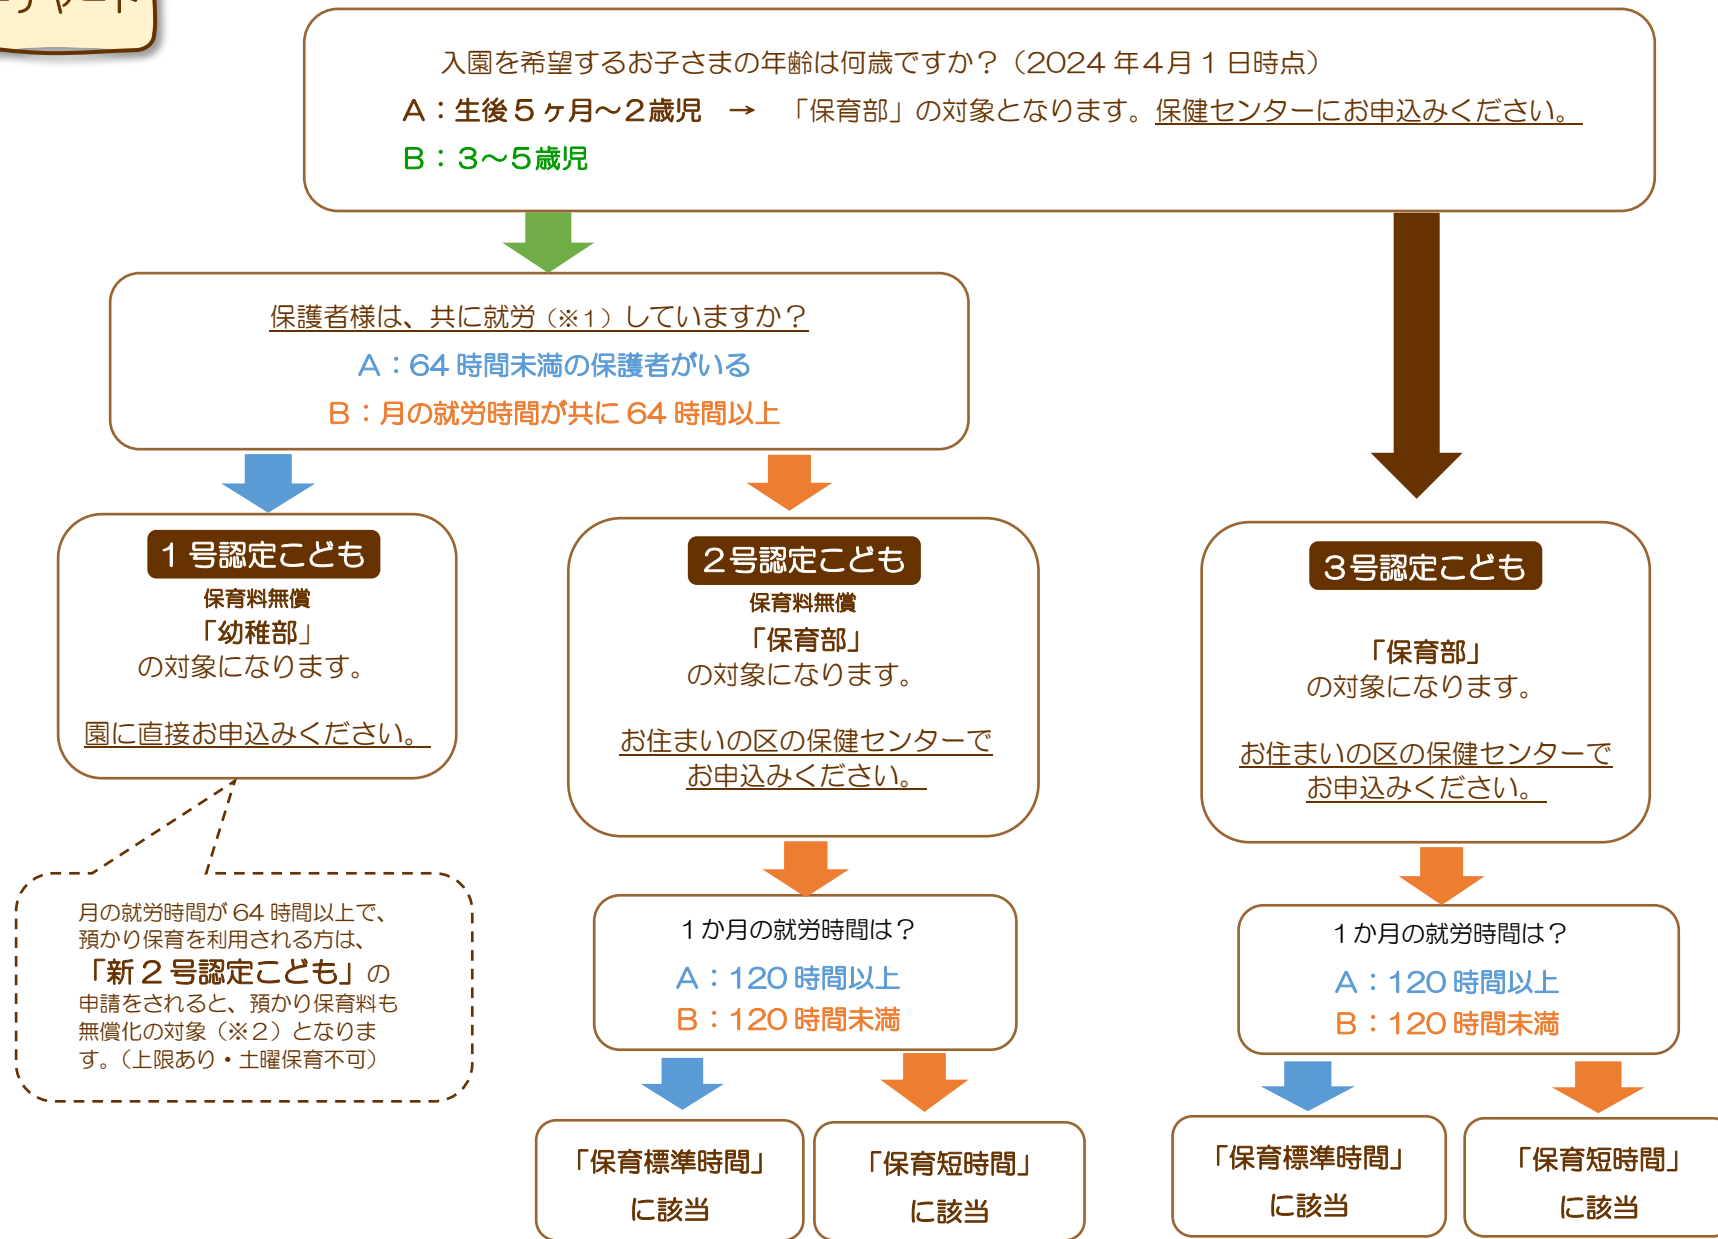 ーチャート
入園を希望するお子さまの年齢は何歳ですか？（2024年4月1日時点）
A：生後5ヶ月～2歳児　→　「保育部」の対象となります。保健センターにお申込みください。
B：3～5歳児
保護者様は、共に就労（※1）していますか？
A：64時間未満の保護者がいる
B：月の就労時間が共に64時間以上
1号認定こども
保育料無償
「幼稚部」
の対象になります。
園に直接お申込みください。
月の就労時間が64時間以上で、
預かり保育を利用される方は、
「新2号認定こども」の
申請をされると、預かり保育料も
無償化の対象（※2）となりま
す。（上限あり・土曜保育不可）
2号認定こども
保育料無償
「保育部」
の対象になります。
お住まいの区の保健センターで
お申込みください。
1か月の就労時間は？
A：120時間以上
B：120時間未満
「保育標準時間」
に該当
「保育短時間」
に該当
3号認定こども
「保育部」
の対象になります。
お住まいの区の保健センターで
お申込みください。
1か月の就労時間は？
A：120時間以上
B：120時間未満
「保育標準時間」
に該当
「保育短時間」
に該当